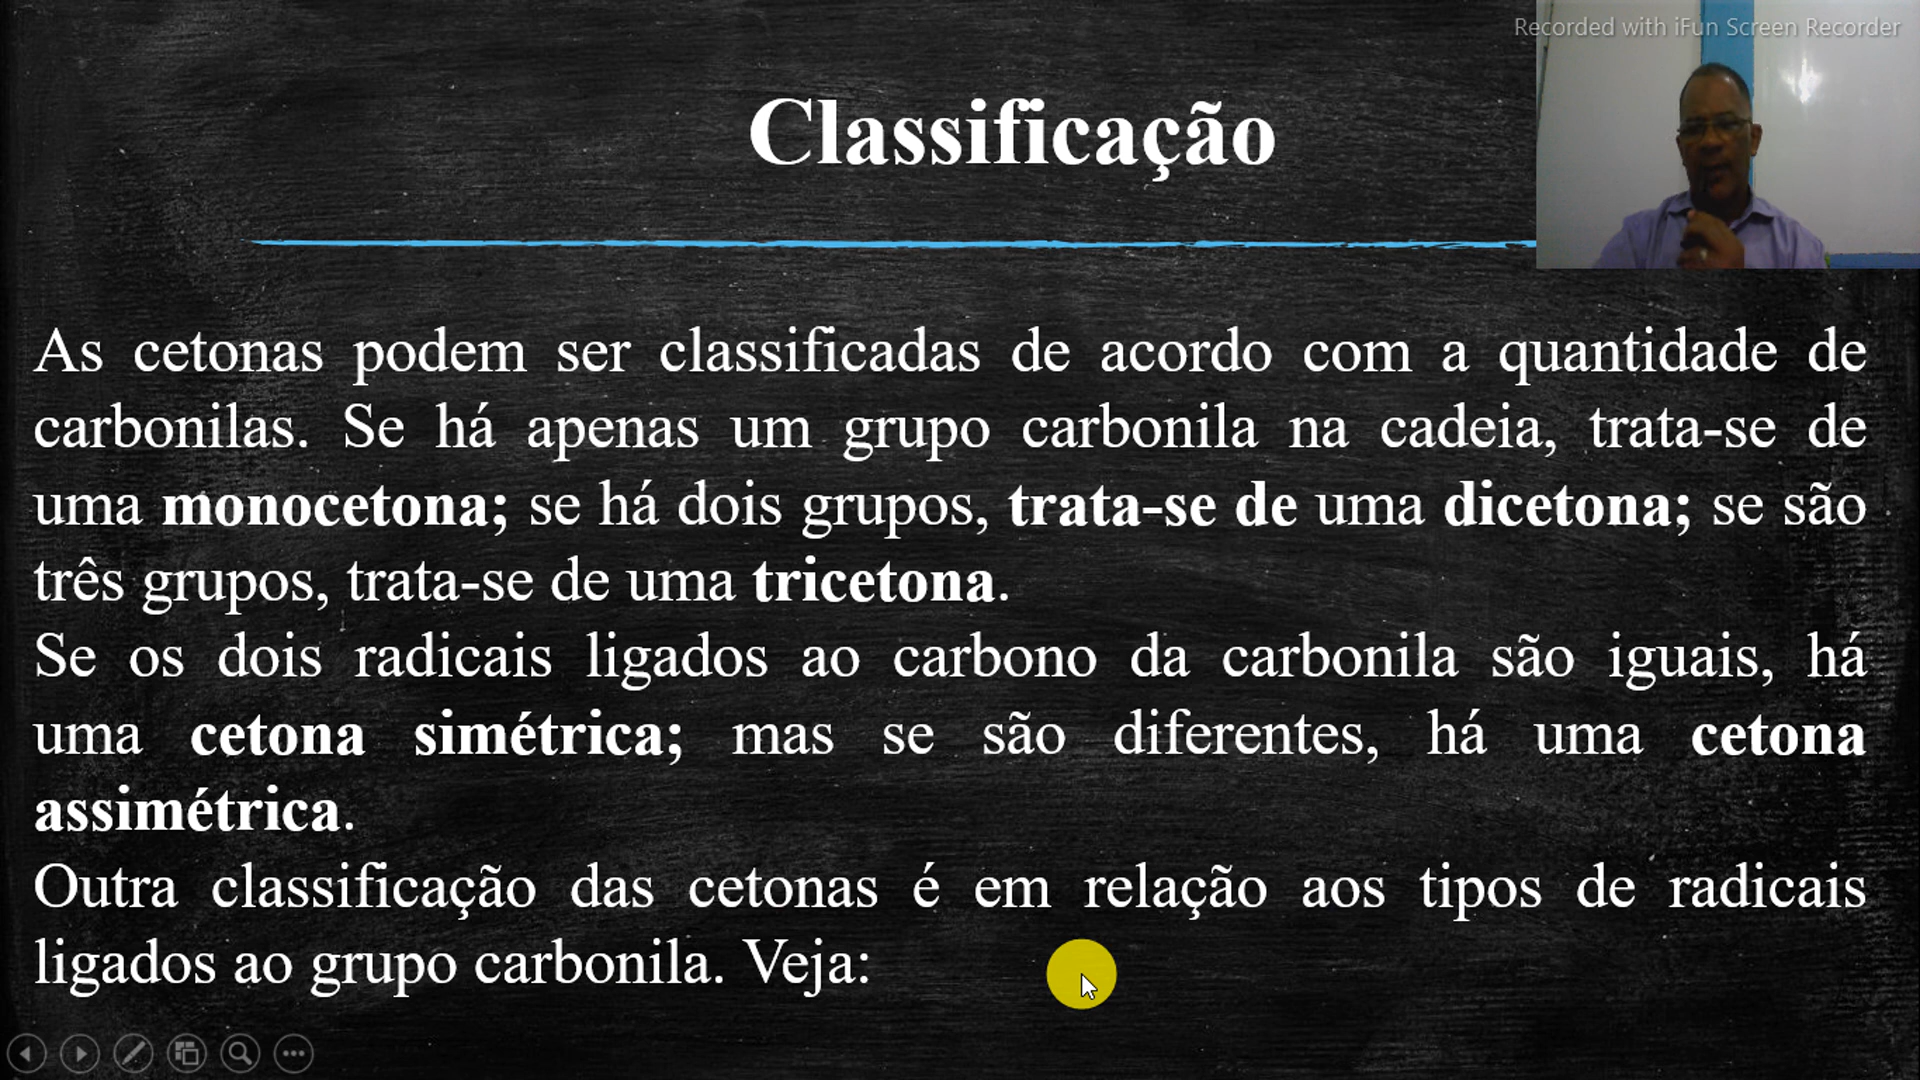 Recorded with iFun Screen Recorder
Classificação
As cetonas podem ser classificadas de acordo com a quantidade de
carbonilas. Se há apenas um grupo carbonila na cadeia, trata-se de
uma monocetona; se há dois grupos, trata-se de uma dicetona; se são
três grupos, trata-se de uma tricetona.
Se os dois radicais ligados ao carbono da carbonila são iguais, há
uma cetona simétrica; mas se são diferentes, há uma cetona
assimétrica.
Outra classificação das cetonas é em relação aos tipos de radicais
ligados ao grupo carbonila. Veja: